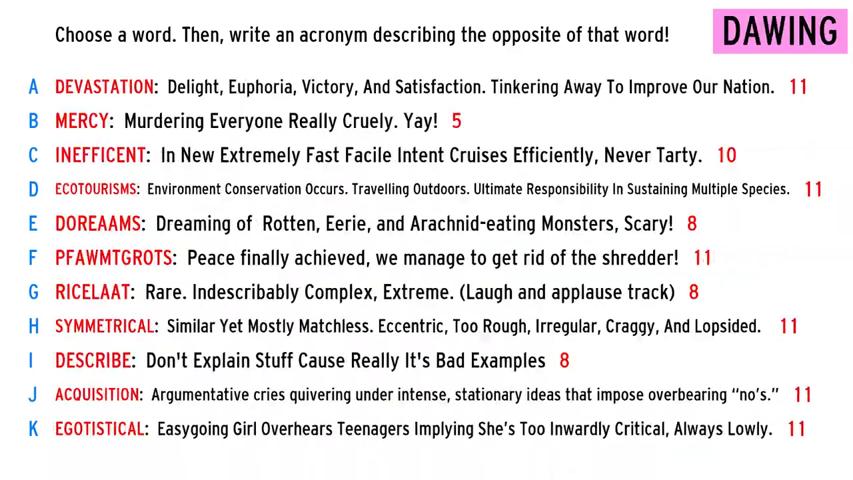 Choose a word. Then, write an acronym describing the opposite of that word!
DAWING
A DEVASTATION: Delight, Euphoria, Victory, And Satisfaction. Tinkering Away To Improve Our Nation. 11
B MERCY: Murdering Everyone Really Cruely. Yay! 5
C INEFFICENT: In New Extremely Fast Facile Intent Cruises Efficiently, Never Tarty. 10
D ECOTOURISMS: Environment Conservation Occurs. Travelling Outdoors. Ultimate Responsibility In Sustaining Multiple Species. 11
E DOREAAMS: Dreaming of Rotten, Eerie, and Arachnid-eating Monsters, Scary! 8
F PFAWMTGROTS: Peace finally achieved, we manage to get rid of the shredder! 11
G RICELAAT: Rare. Indescribably Complex, Extreme. (Laugh and applause track) 8
H SYMMETRICAL: Similar Yet Mostly Matchless. Eccentric, Too Rough, Irregular, Craggy, And Lopsided. 11
I DESCRIBE: Don't Explain Stuff Cause Really It's Bad Examples 8
J ACQUISITION: Argumentative cries quivering under intense, stationary ideas that impose overbearing “no's.” 11
K EGOTISTICAL: Easygoing Girl Overhears Teenagers Implying She's Too Inwardly Critical, Always Lowly. 11